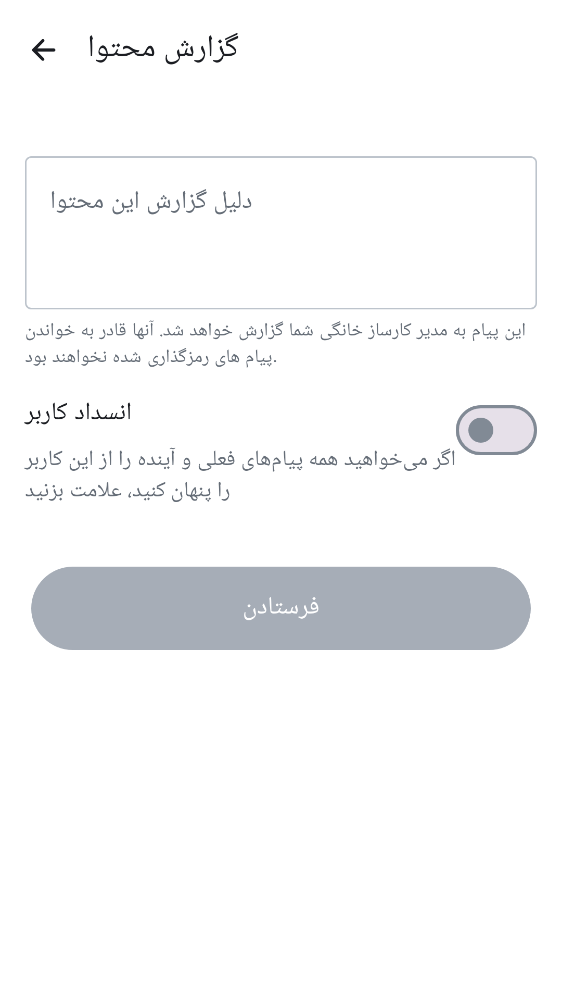 گزارش محتوا
دلیل گزارش این محتوا
این پیام به مدیر کارساز خانگی شما گزارش خواهد شد. آنها قادر به خواندن
پیام های رمزگذاری شده نخواهند بود.
انسداد کاربر
اگر می‌خواهید همه پیام‌های فعلی و آینده را از این کاربر
را پنهان کنید، علامت بزنید
فرستادن